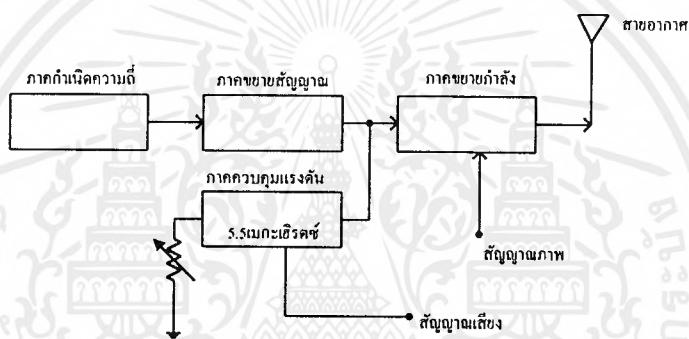 สายอากาศ
ภาคกำเนิดความถี่
ภาคขยายสัญญาณ
ภาคขยายกำลัง
ภาคควบคุมแรงดัน
5.5เมกะเฮิรตซ์
สัญญาณภาพ
สัญญาณเสียง